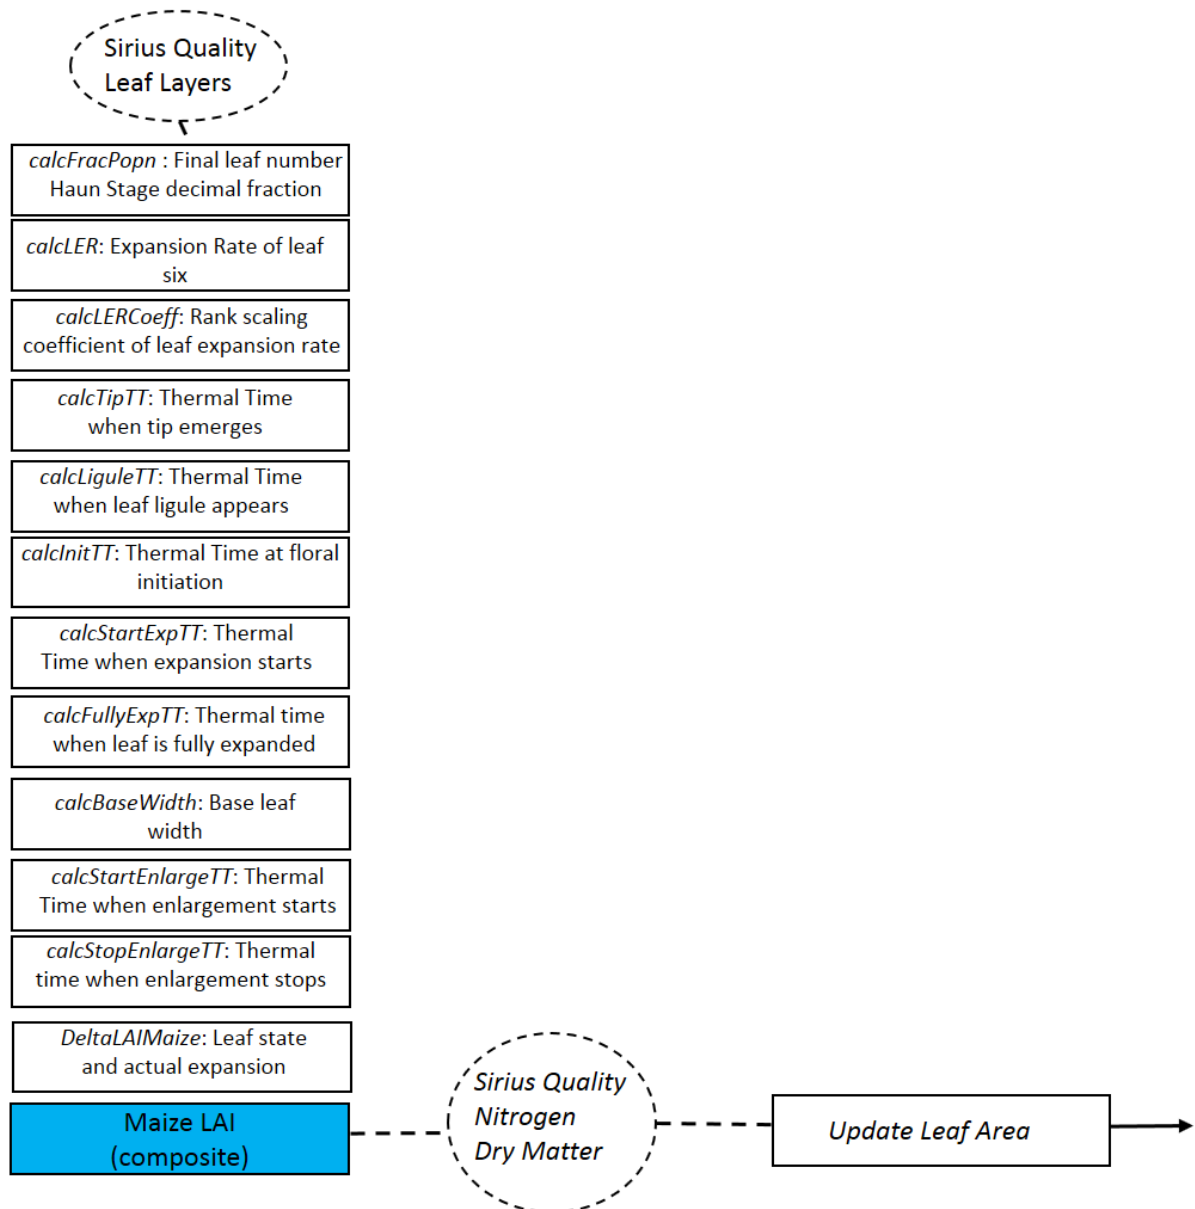 Sirius Quality
Leaf Layers
calcFracPopn : Final leaf number
Haun Stage decimal fraction
calcLER: Expansion Rate of leaf
six
calcLERCoeff: Rank scaling
coefficient of leaf expansion rate
calcTipTT: Thermal Time
when tip emerges
calcLiguleTT: Thermal Time
when leaf ligule appears
calcInitTT: Thermal Time at floral
initiation
calcStartExpTT: Thermal
Time when expansion starts
calcFullyExpTT: Thermal time
when leaf is fully expanded
calcBaseWidth: Base leaf
width
calcStartEnlargeTT: Thermal
Time when enlargement starts
calcStopEnlargeTT: Thermal
time when enlargement stops
DeltaLAIMaize: Leaf state
and actual expansion
Maize LAI
(composite)
Sirius Quality
Nitrogen
Dry Matter
Update Leaf Area